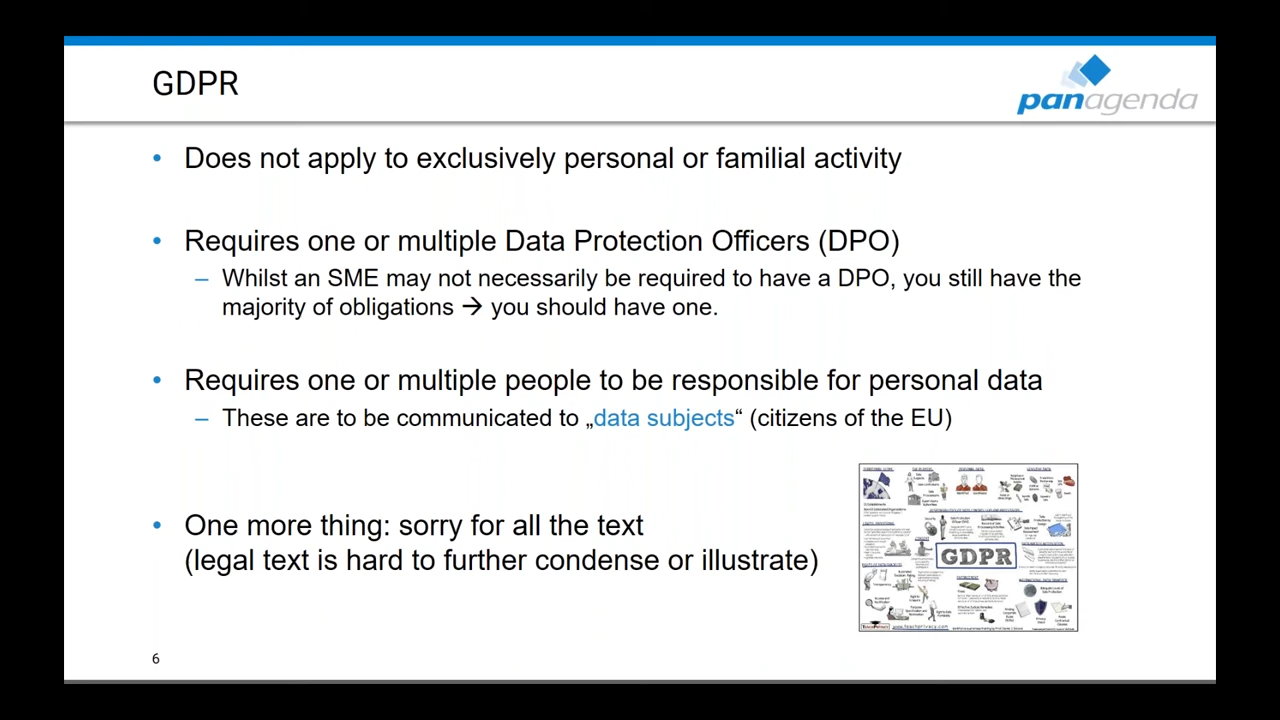 GDPR
panagenda
• Does not apply to exclusively personal or familial activity
• Requires one or multiple Data Protection Officers (DPO)
– Whilst an SME may not necessarily be required to have a DPO, you still have the
majority of obligations → you should have one.
• Requires one or multiple people to be responsible for personal data
– These are to be communicated to „data subjects“ (citizens of the EU)
• One more thing: sorry for all the text
(legal text is hard to further condense or illustrate)
GDPR
6